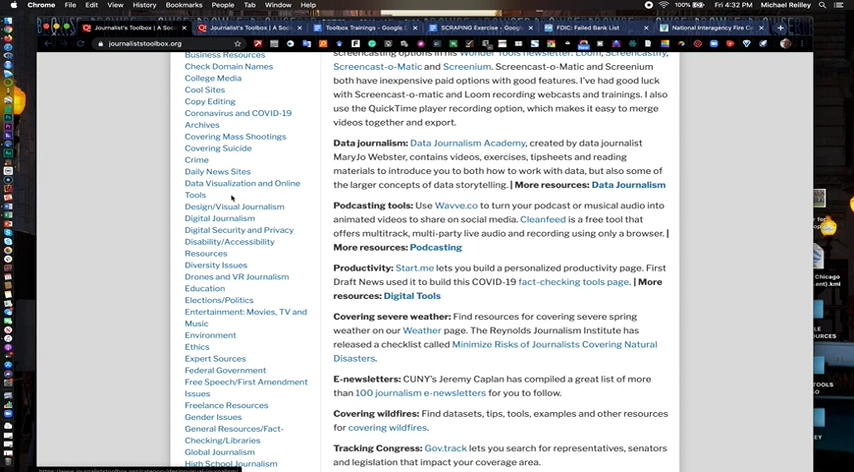 Chrome File Edit View History Bookmarks People Tab Window Help
100% Fri 4:32 PM Michael Reilley
Journalist's Toolbox | A Soci
Toolbox Trainings - Google D
SCRAPING Exercise - Google D
FDIC: Failed Bank List
National Interagency Fire C
journaliststoolbox.org
Business Resources
Check Domain Names
College Media
Cool Sites
Copy Editing
Coronavirus and COVID-19
Archives
Covering Mass Shootings
Covering Suicide
Crime
Daily News Sites
Data Visualization and Online
Tools
Design/Visual Journalism
Digital Journalism
Digital Security and Privacy
Disability/Accessibility
Resources
Diversity Issues
Drones and VR Journalism
Education
Elections/Politics
Entertainment: Movies, TV and
Music
Environment
Ethics
Expert Sources
Federal Government
Free Speech/First Amendment
Issues
Freelance Resources
Gender Issues
General Resources/Fact-
Checking/Libraries
Global Journalism
High School Journalism
screencasting options in his Wonder Tools newsletter: Loom, Screencastify,
Screencast-o-Matic and Screenium. Screencast-o-Matic and Screenium
both have inexpensive paid options with good features. I've had good luck
with Screencast-o-matic and Loom recording webcasts and trainings. I also
use the QuickTime player recording option, which makes it easy to merge
videos together and export.
Data journalism: Data Journalism Academy, created by data journalist
MaryJo Webster, contains videos, exercises, tipsheets and reading
materials to introduce you to both how to work with data, but also some of
the larger concepts of data storytelling. | More resources: Data Journalism
Podcasting tools: Use Wavve.co to turn your podcast or musical audio into
animated videos to share on social media. Cleanfeed is a free tool that
offers multitrack, multi-party live audio and recording using only a browser. |
More resources: Podcasting
Productivity: Start.me lets you build a personalized productivity page. First
Draft News used it to build this COVID-19 fact-checking tools page. | More
resources: Digital Tools
Covering severe weather: Find resources for covering severe spring
weather on our Weather page. The Reynolds Journalism Institute has
released a checklist called Minimize Risks of Journalists Covering Natural
Disasters.
E-newsletters: CUNY's Jeremy Caplan has compiled a great list of more
than 100 journalism e-newsletters for you to follow.
Covering wildfires: Find datasets, tips, tools, examples and other resources
for covering wildfires.
Tracking Congress: Gov.track lets you search for representatives, senators
and legislation that impact your coverage area.